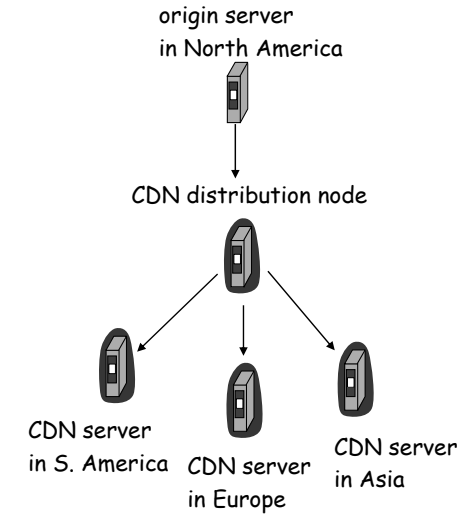 origin server
in North America
CDN distribution node
CDN server
in S. America
CDN server
in Europe
CDN server
in Asia